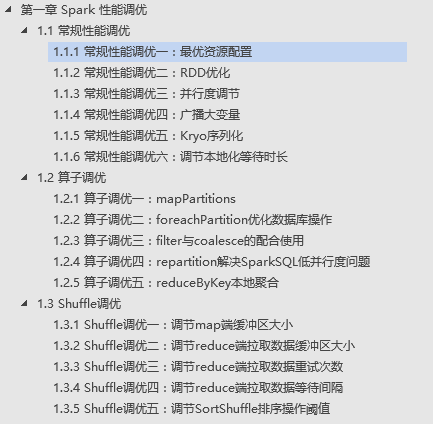 第一章 Spark 性能调优
1.1 常规性能调优
1.1.1 常规性能调优一：最优资源配置
1.1.2 常规性能调优二：RDD优化
1.1.3 常规性能调优三：并行度调节
1.1.4 常规性能调优四：广播大变量
1.1.5 常规性能调优五：Kryo序列化
1.1.6 常规性能调优六：调节本地化等待时长
1.2 算子调优
1.2.1 算子调优一：mapPartitions
1.2.2 算子调优二：foreachPartition优化数据库操作
1.2.3 算子调优三：filter与coalesce的配合使用
1.2.4 算子调优四：repartition解决SparkSQL低并行度问题
1.2.5 算子调优五：reduceByKey本地聚合
1.3 Shuffle调优
1.3.1 Shuffle调优一：调节map端缓冲区大小
1.3.2 Shuffle调优二：调节reduce端拉取数据缓冲区大小
1.3.3 Shuffle调优三：调节reduce端拉取数据重试次数
1.3.4 Shuffle调优四：调节reduce端拉取数据等待间隔
1.3.5 Shuffle调优五：调节SortShuffle排序操作阈值